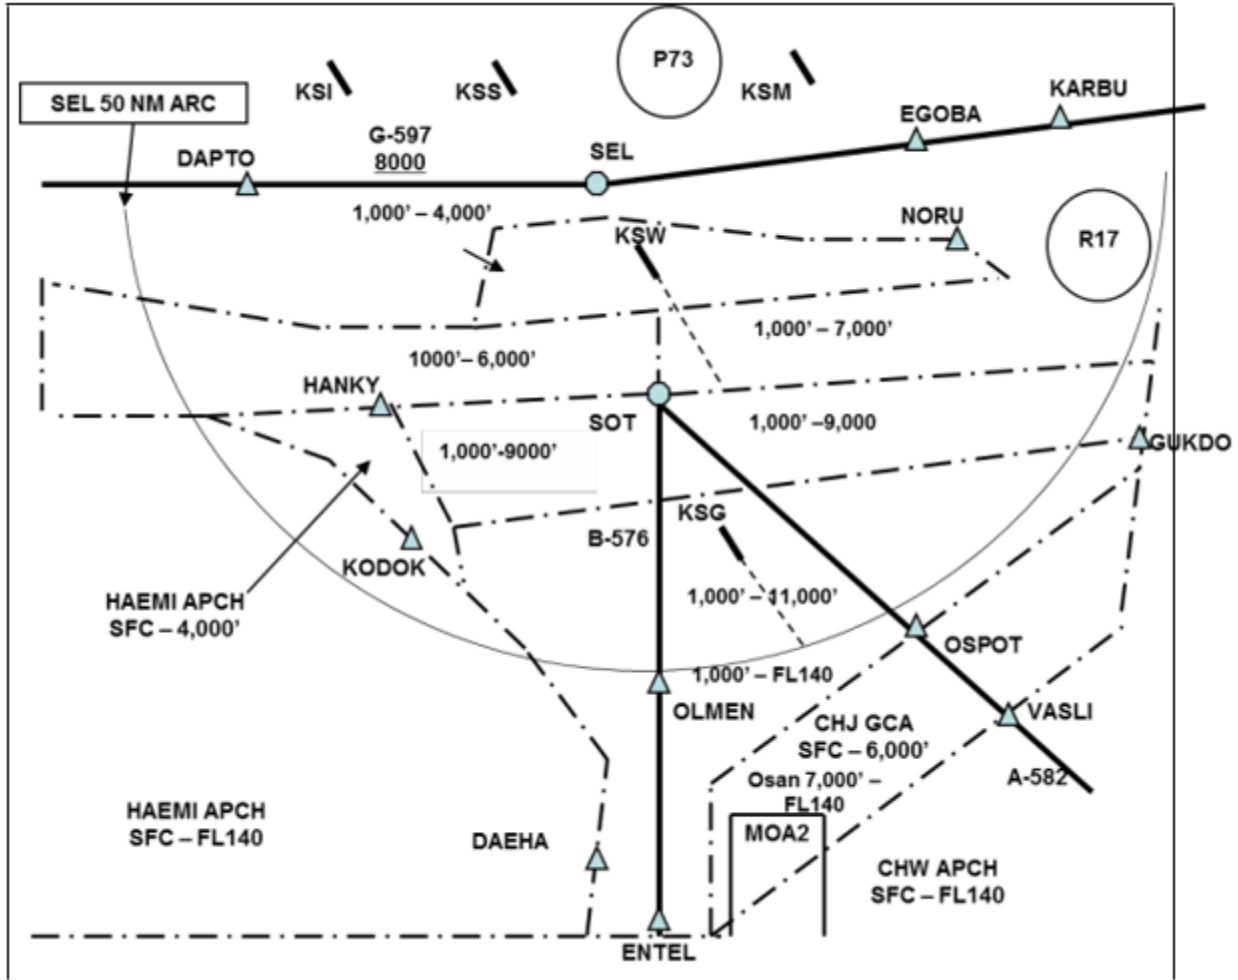 P73
KSI
KSS
KSM
KARBU
SEL 50 NM ARC
EGOBA
G-597
8000
DAPTO
SEL
1,000’ – 4,000’
NORU
KSW
R17
1,000’ – 7,000’
1000’– 6,000’
HANKY
SOT
1,000’ –9,000
1,000’-9000’
GUKDO
KSG
B-576
KODOK
1,000’ – 11,000’
HAEMI APCH
SFC – 4,000’
OSPOT
1,000’ – FL140
OLMEN
VASLI
CHJ GCA
SFC – 6,000’
Osan 7,000’ –
FL140
A-582
HAEMI APCH
SFC – FL140
MOA2
DAEHA
CHW APCH
SFC – FL140
ENTEL